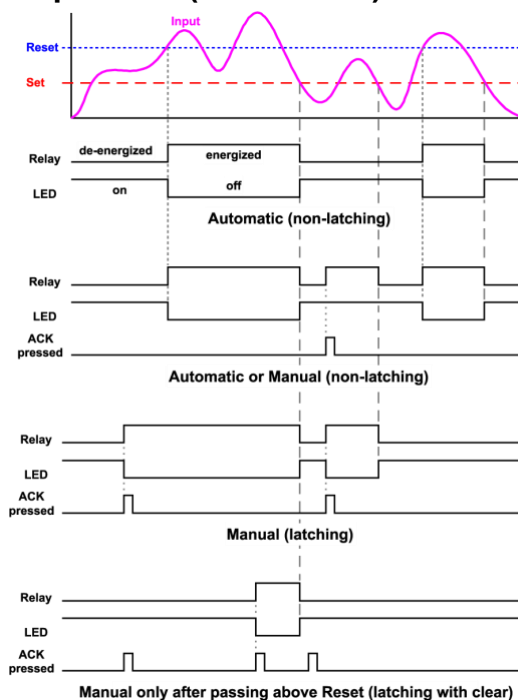 Input
Reset
Set
de-energized
energized
Relay
on
off
LED
Automatic (non-latching)
Relay
LED
ACK
pressed
Automatic or Manual (non-latching)
Relay
LED
ACK
pressed
Manual (latching)
Relay
LED
ACK
pressed
Manual only after passing above Reset (latching with clear)